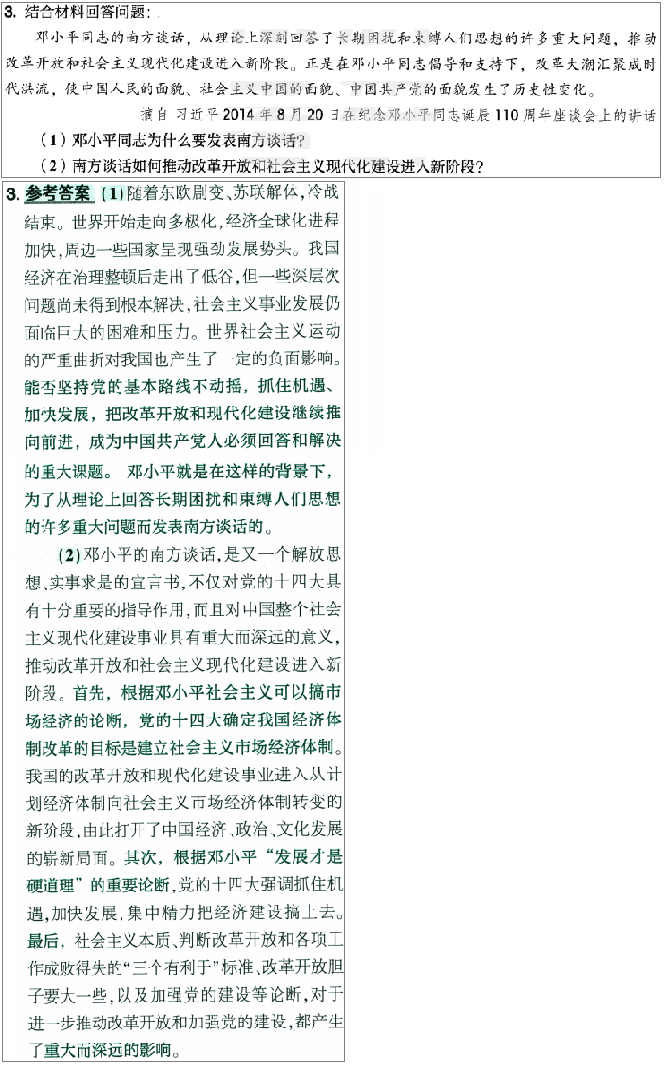 3. 结合材料回答问题：
邓小平同志的南方谈话，从理论上深刻回答了长期困扰和束缚人们思想的许多重大问题，推动
改革开放和社会主义现代化建设进入新阶段。正是在邓小平同志倡导和支持下，改革大潮汇聚成时
代洪流，使中国人民的面貌、社会主义中国的面貌、中国共产党的面貌发生了历史性变化。
摘自 习近平2014年8月20日在纪念邓小平同志诞辰110周年座谈会上的讲话
（1）邓小平同志为什么要发表南方谈话？
（2）南方谈话如何推动改革开放和社会主义现代化建设进入新阶段？
3. 参考答案 (1)随着东欧剧变、苏联解体，冷战
结束。世界开始走向多极化，经济全球化进程
加快，周边一些国家呈现强劲发展势头。我国
经济在治理整顿后走出了低谷，但一些深层次
问题尚未得到根本解决，社会主义事业发展仍
面临巨大的困难和压力。世界社会主义运动
的严重曲折对我国也产生了一定的负面影响。
能否坚持党的基本路线不动摇，抓住机遇、
加快发展，把改革开放和现代化建设继续推
向前进，成为中国共产党人必须回答和解决
的重大课题。邓小平就是在这样的背景下，
为了从理论上回答长期困扰和束缚人们思想
的许多重大问题而发表南方谈话的。
(2)邓小平的南方谈话，是又一个解放思
想、实事求是的宣言书，不仅对党的十四大具
有十分重要的指导作用，而且对中国整个社会
主义现代化建设事业具有重大而深远的意义，
推动改革开放和社会主义现代化建设进入新
阶段。首先，根据邓小平社会主义可以搞市
场经济的论断，党的十四大确定我国经济体
制改革的目标是建立社会主义市场经济体制。
我国的改革开放和现代化建设事业进入从计
划经济体制向社会主义市场经济体制转变的
新阶段，由此打开了中国经济、政治、文化发展
的崭新局面。其次，根据邓小平“发展才是
硬道理”的重要论断，党的十四大强调抓住机
遇，加快发展，集中精力把经济建设搞上去。
最后，社会主义本质、判断改革开放和各项工
作成败得失的“三个有利于”标准、改革开放胆
子要大一些，以及加强党的建设等论断，对于
进一步推动改革开放和加强党的建设，都产生
了重大而深远的影响。